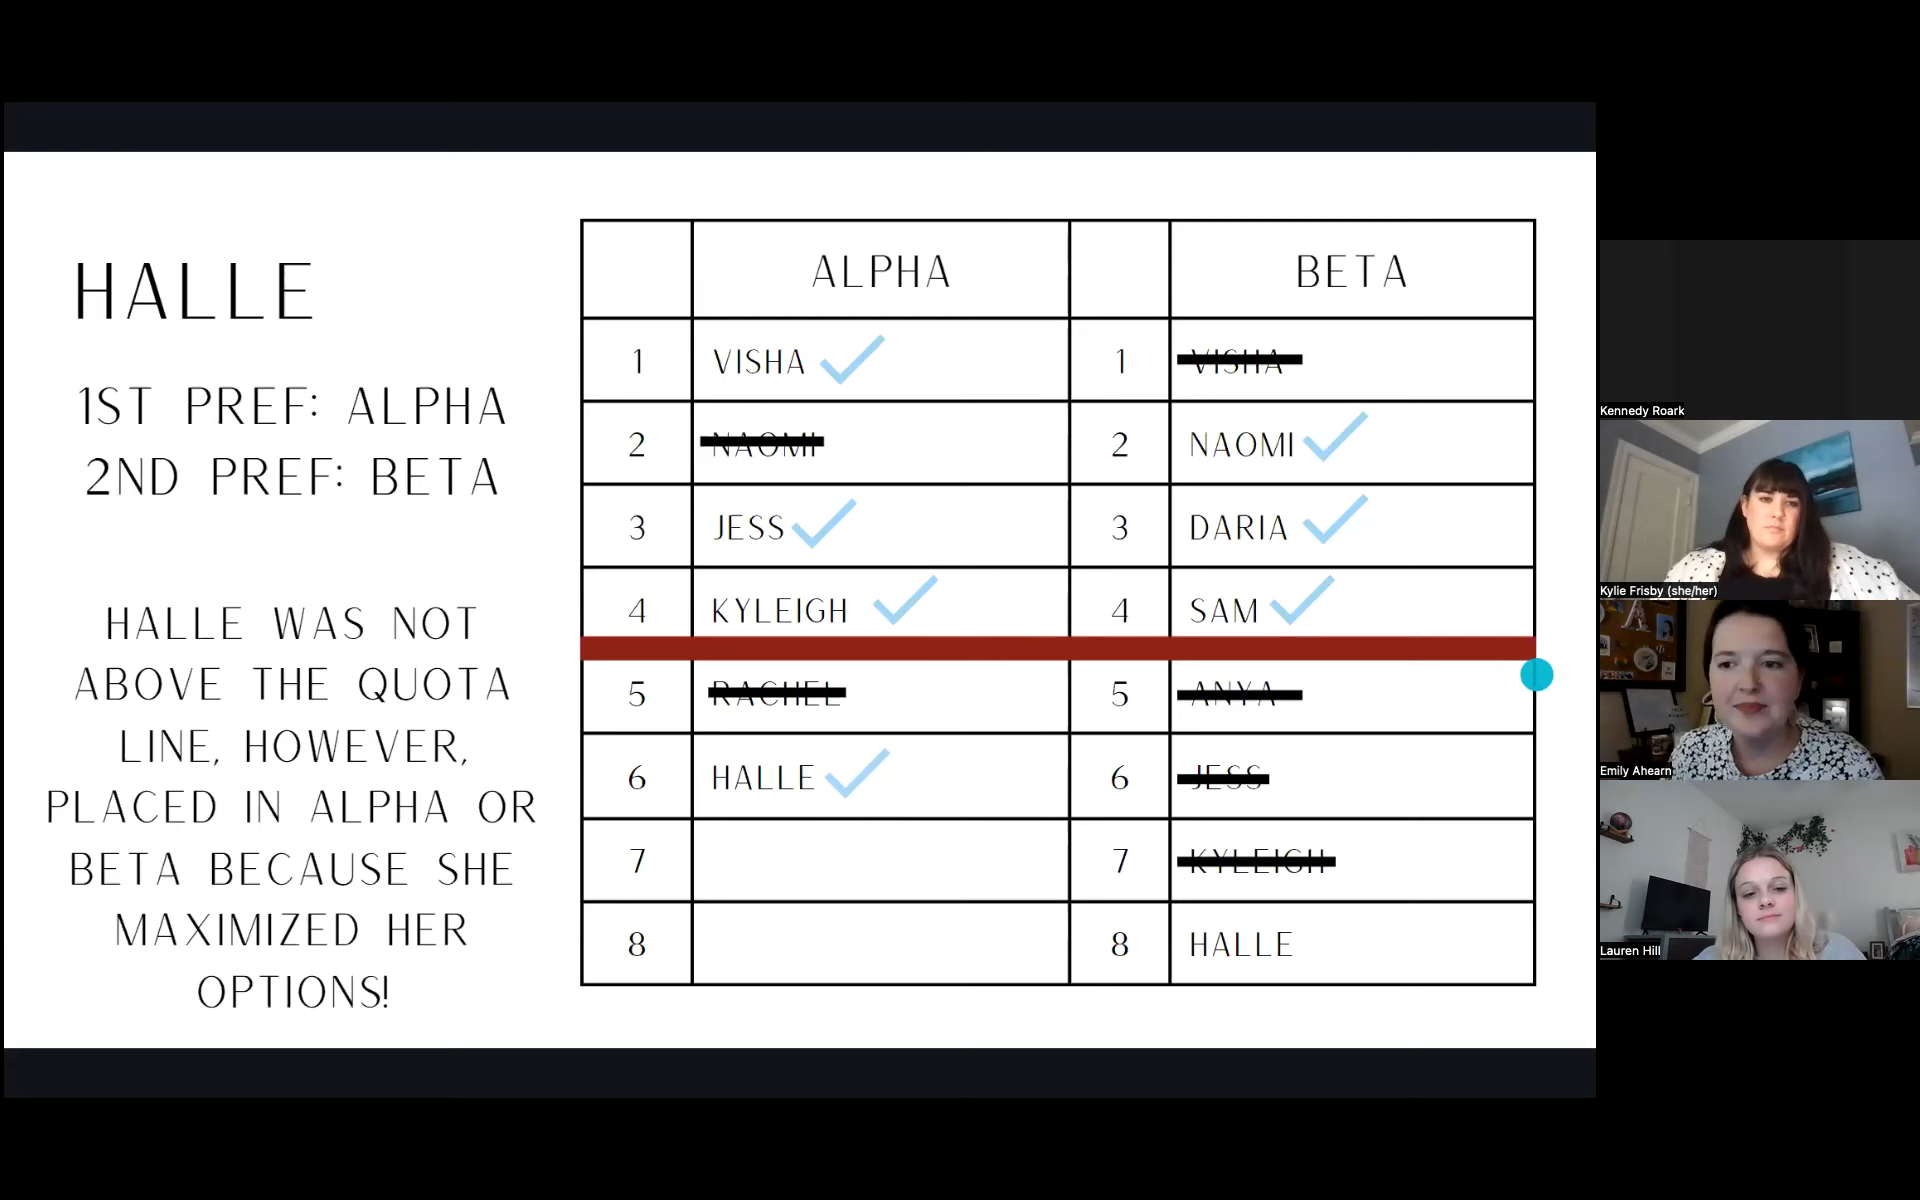 HALLE
1ST PREF: ALPHA
2ND PREF: BETA
HALLE WAS NOT
ABOVE THE QUOTA
LINE, HOWEVER,
PLACED IN ALPHA OR
BETA BECAUSE SHE
MAXIMIZED HER
OPTIONS!
ALPHA BETA
1 VISHA 1 VISHA
2 NAOMI 2 NAOMI
3 JESS 3 DARIA
4 KYLEIGH 4 SAM
5 RACHEL 5 ANYA
6 HALLE 6 JESS
7 7 KYLEIGH
8 8 HALLE
Kennedy Roark
Kylie Frisby (she/her)
Emily Ahearn
Lauren Hill